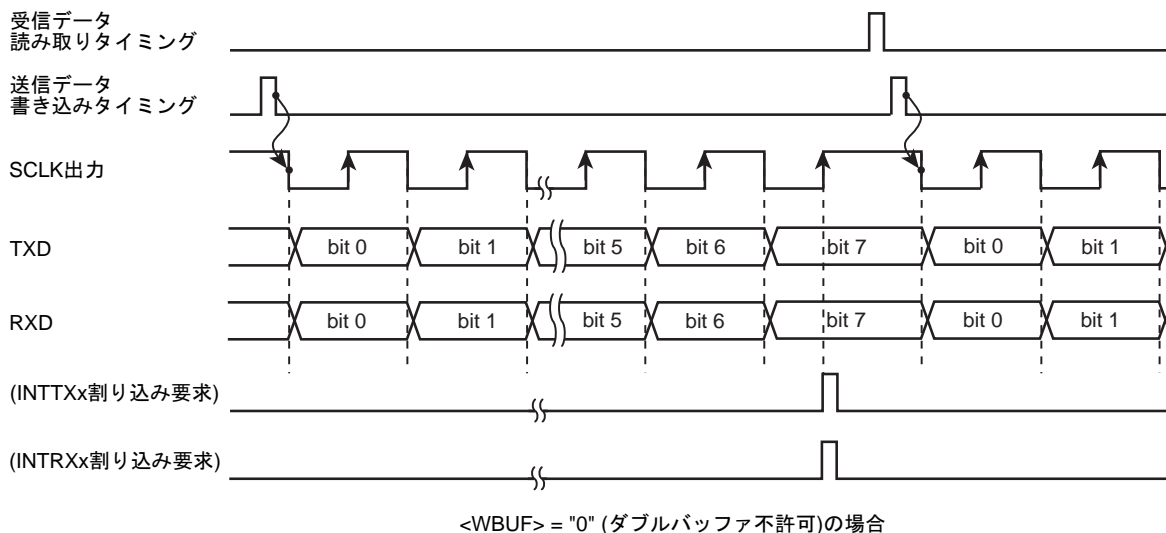 受信データ
読み取りタイミング
送信データ
書き込みタイミング
SCLK出力
TXD
bit 0
bit 1
bit 5
bit 6
bit 7
bit 0
bit 1
RXD
bit 0
bit 1
bit 5
bit 6
bit 7
bit 0
bit 1
(INTTXx割り込み要求)
(INTRXx割り込み要求)
<WBUF> = "0" (ダブルバッファ不許可)の場合